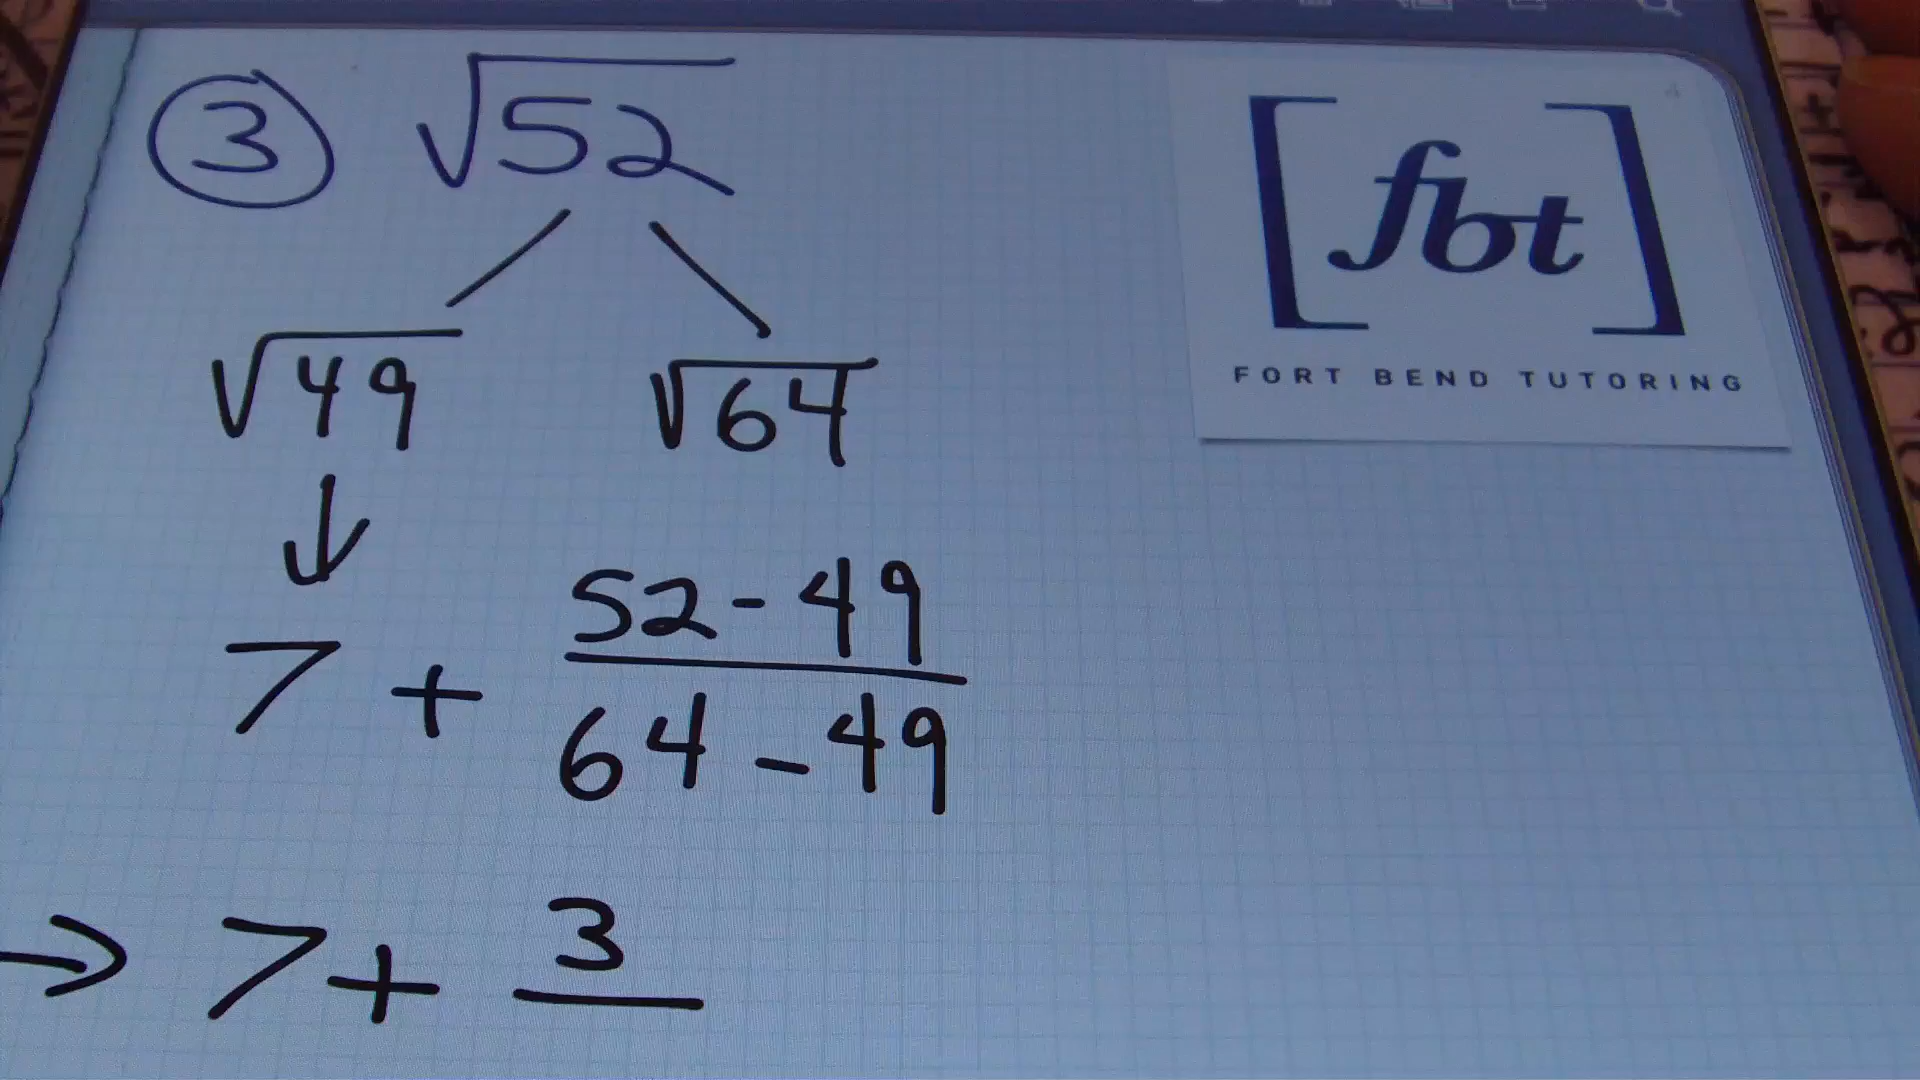 3 √52
[fbt]
FORT BEND TUTORING
√49 √64
↓
7 + 52-49
64-49
→ 7 + 3